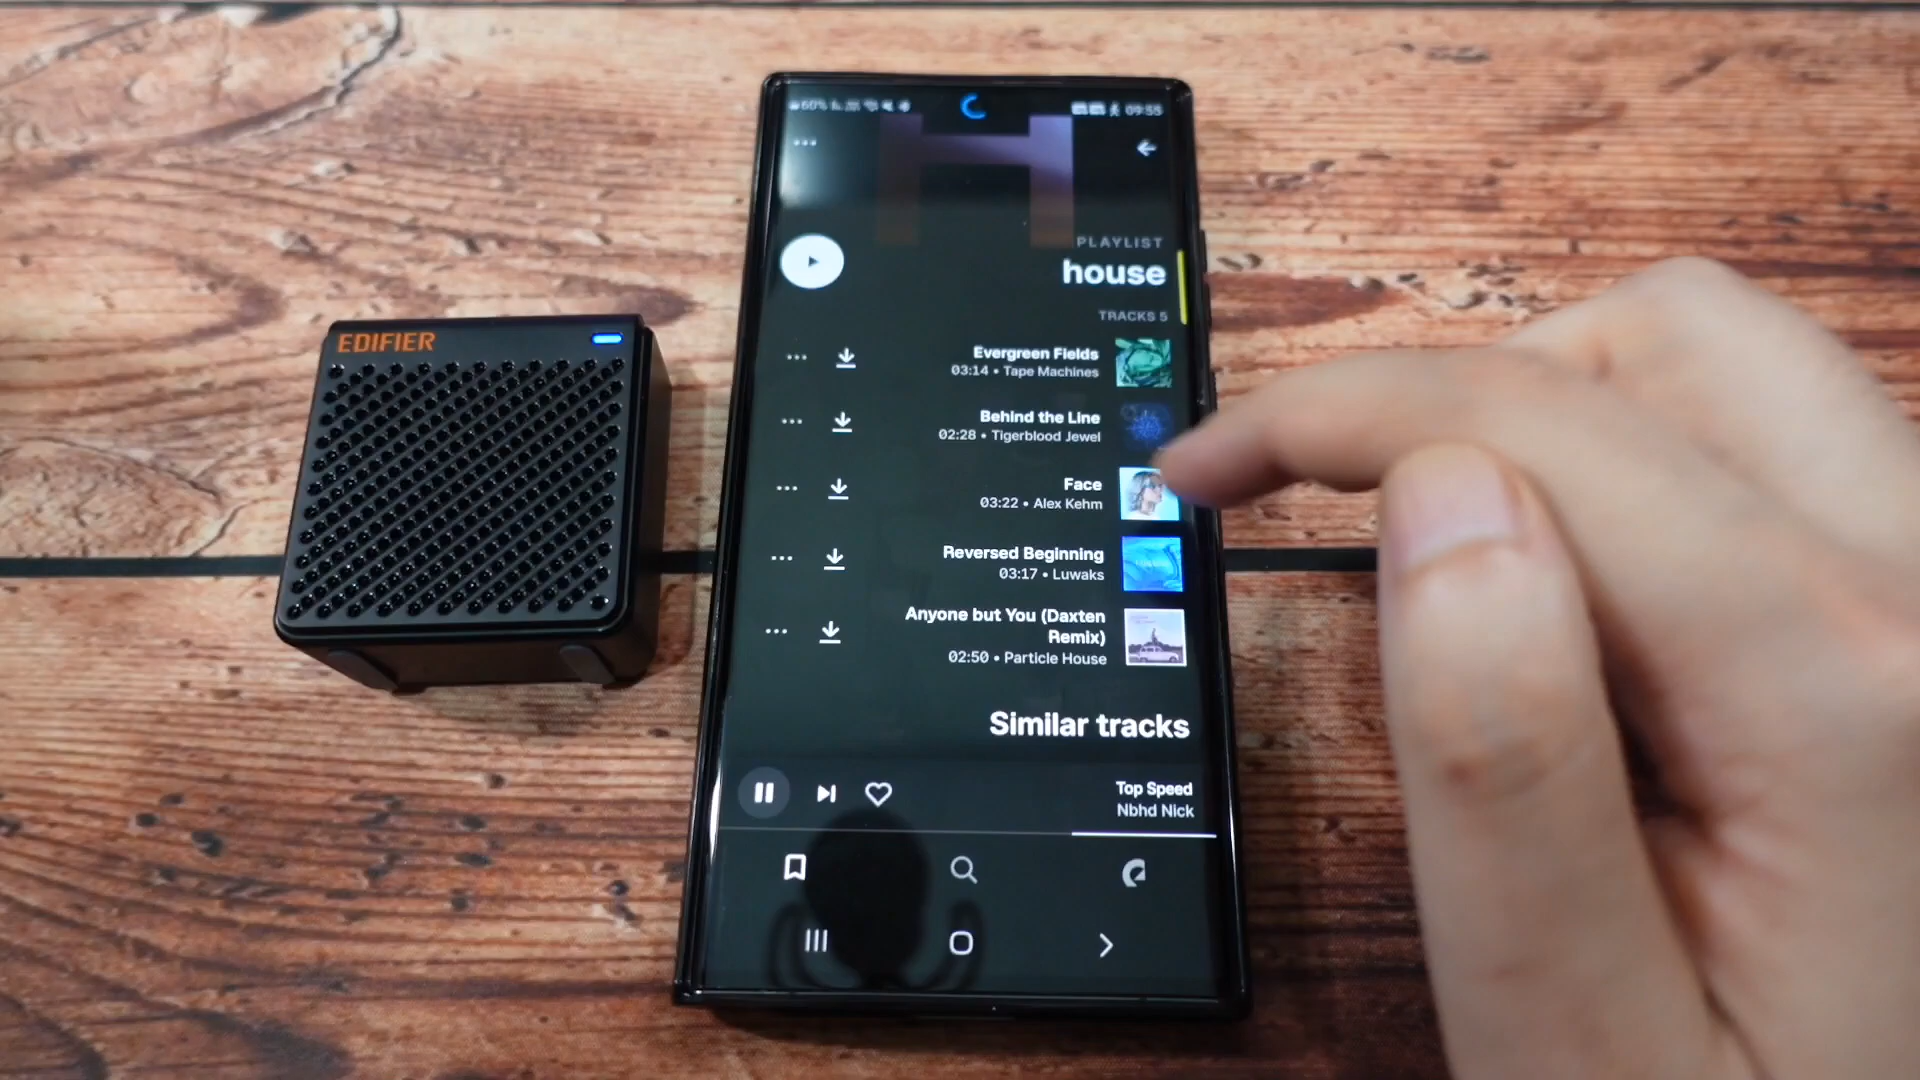 EDIFIER
60%
09:55
PLAYLIST
house
TRACKS 5
Evergreen Fields
03:14 • Tape Machines
Behind the Line
02:28 • Tigerblood Jewel
Face
03:22 • Alex Kehm
Reversed Beginning
03:17 • Luwaks
Anyone but You (Daxten
Remix)
02:50 • Particle House
Similar tracks
Top Speed
Nbhd Nick